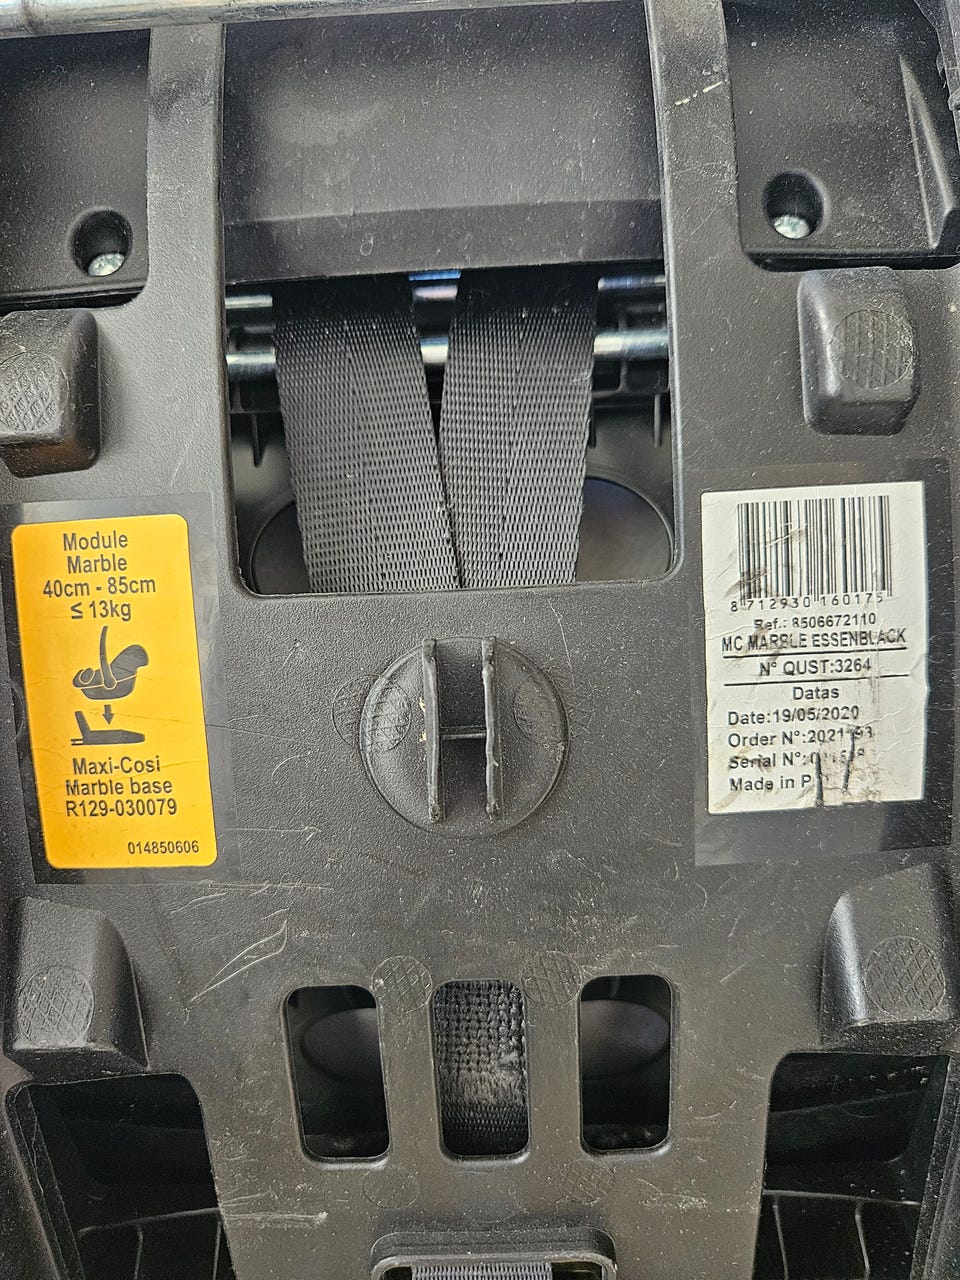 Module
Marble
40cm - 85cm
≤ 13kg
Maxi-Cosi
Marble base
R129-030079
014850606
8 712930 160175
Ref.: 8506672110
MC MARBLE ESSENBLACK
N° QUST:3264
Datas
Date:19/05/2020
Order N°:
Serial N°:
Made in